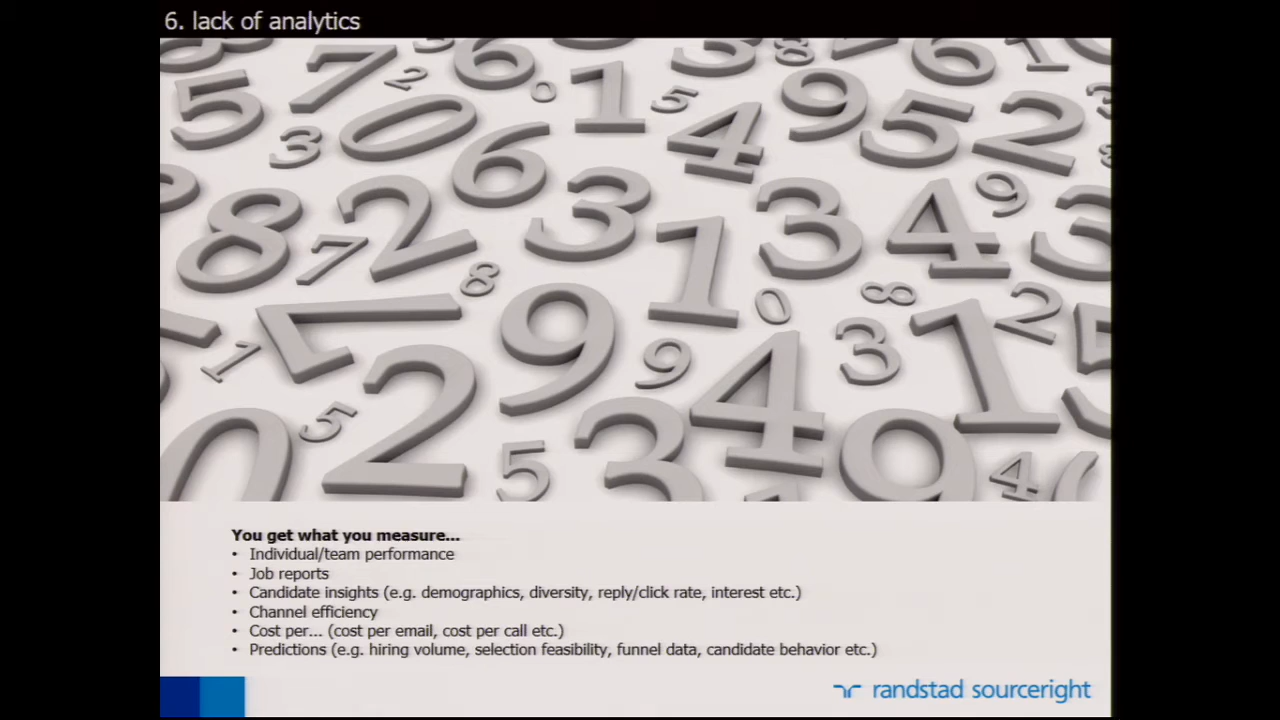 6. lack of analytics
You get what you measure...
• Individual/team performance
• Job reports
• Candidate insights (e.g. demographics, diversity, reply/click rate, interest etc.)
• Channel efficiency
• Cost per... (cost per email, cost per call etc.)
• Predictions (e.g. hiring volume, selection feasibility, funnel data, candidate behavior etc.)
randstad sourceright